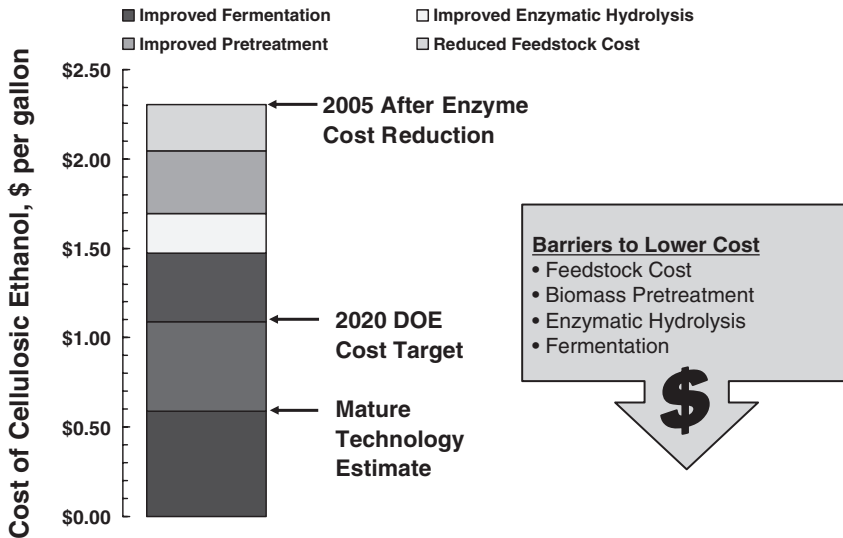 Improved Fermentation
Improved Enzymatic Hydrolysis
Improved Pretreatment
Reduced Feedstock Cost
Cost of Cellulosic Ethanol, $ per gallon
$2.50
$2.00
$1.50
$1.00
$0.50
$0.00
2005 After Enzyme
Cost Reduction
2020 DOE
Cost Target
Mature
Technology
Estimate
Barriers to Lower Cost
• Feedstock Cost
• Biomass Pretreatment
• Enzymatic Hydrolysis
• Fermentation
$